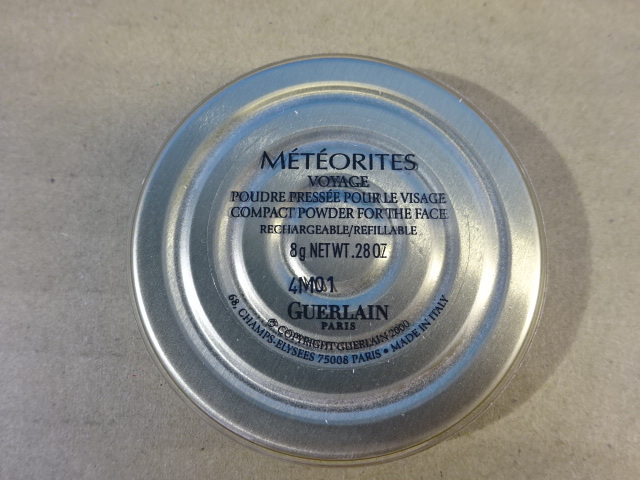 MÉTÉORITES
VOYAGE
POUDRE PRESSÉE POUR LE VISAGE
COMPACT POWDER FOR THE FACE
RECHARGEABLE/REFILLABLE
8g NET WT .28 OZ
4M01
GUERLAIN
PARIS
© COPYRIGHT GUERLAIN 2000
68, CHAMPS-ELYSEES 75008 PARIS • MADE IN ITALY